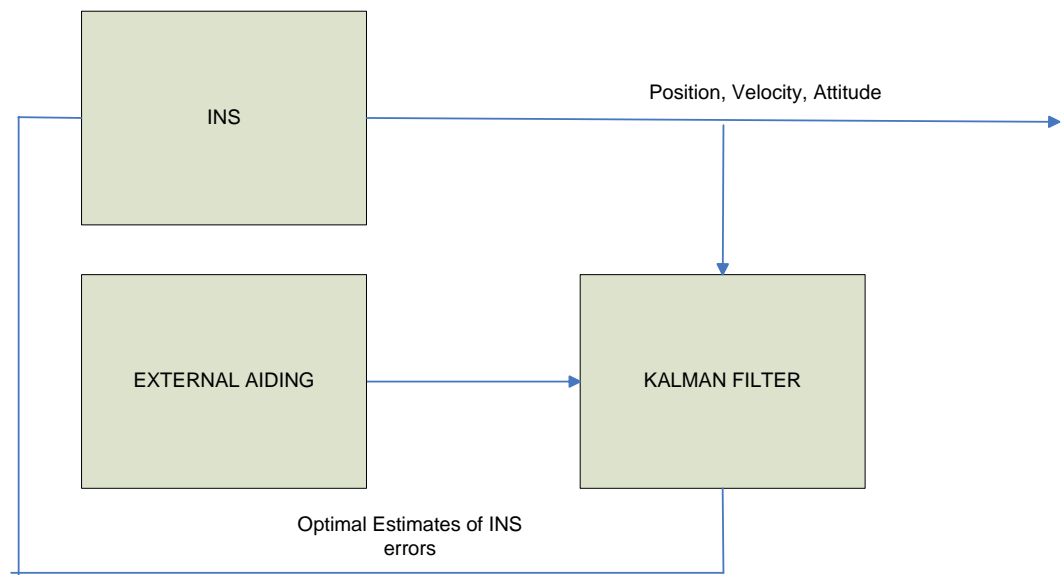 Position, Velocity, Attitude
INS
EXTERNAL AIDING
KALMAN FILTER
Optimal Estimates of INS
errors